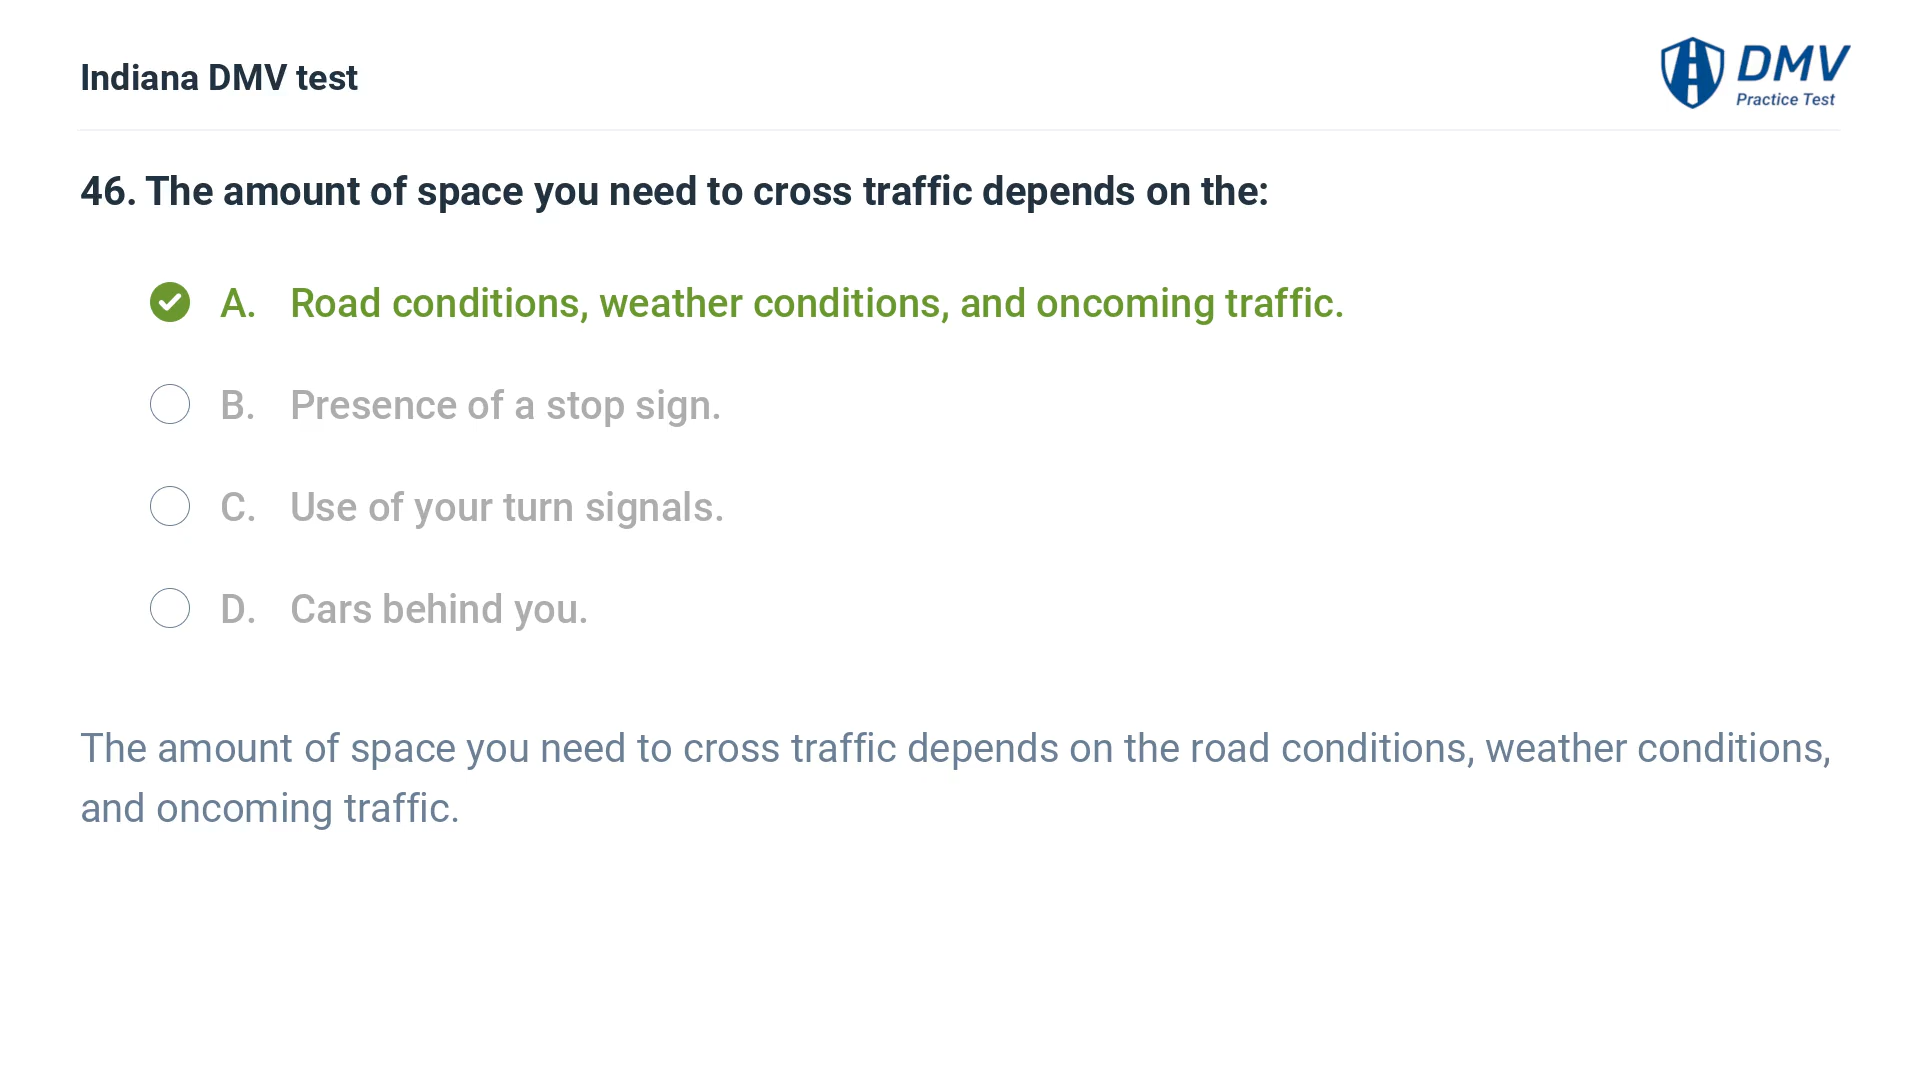 Indiana DMV test
DMV
Practice Test
46. The amount of space you need to cross traffic depends on the:
A. Road conditions, weather conditions, and oncoming traffic.
B. Presence of a stop sign.
C. Use of your turn signals.
D. Cars behind you.
The amount of space you need to cross traffic depends on the road conditions, weather conditions,
and oncoming traffic.